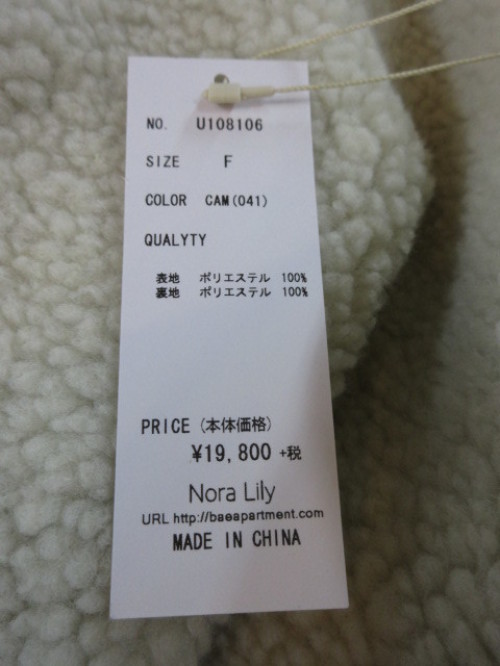 NO. U108106
SIZE F
COLOR CAM(041)
QUALYTY
表地 ポリエステル 100%
裏地 ポリエステル 100%
PRICE (本体価格)
¥19,800 +税
Nora Lily
URL http://baeapartment.com
MADE IN CHINA